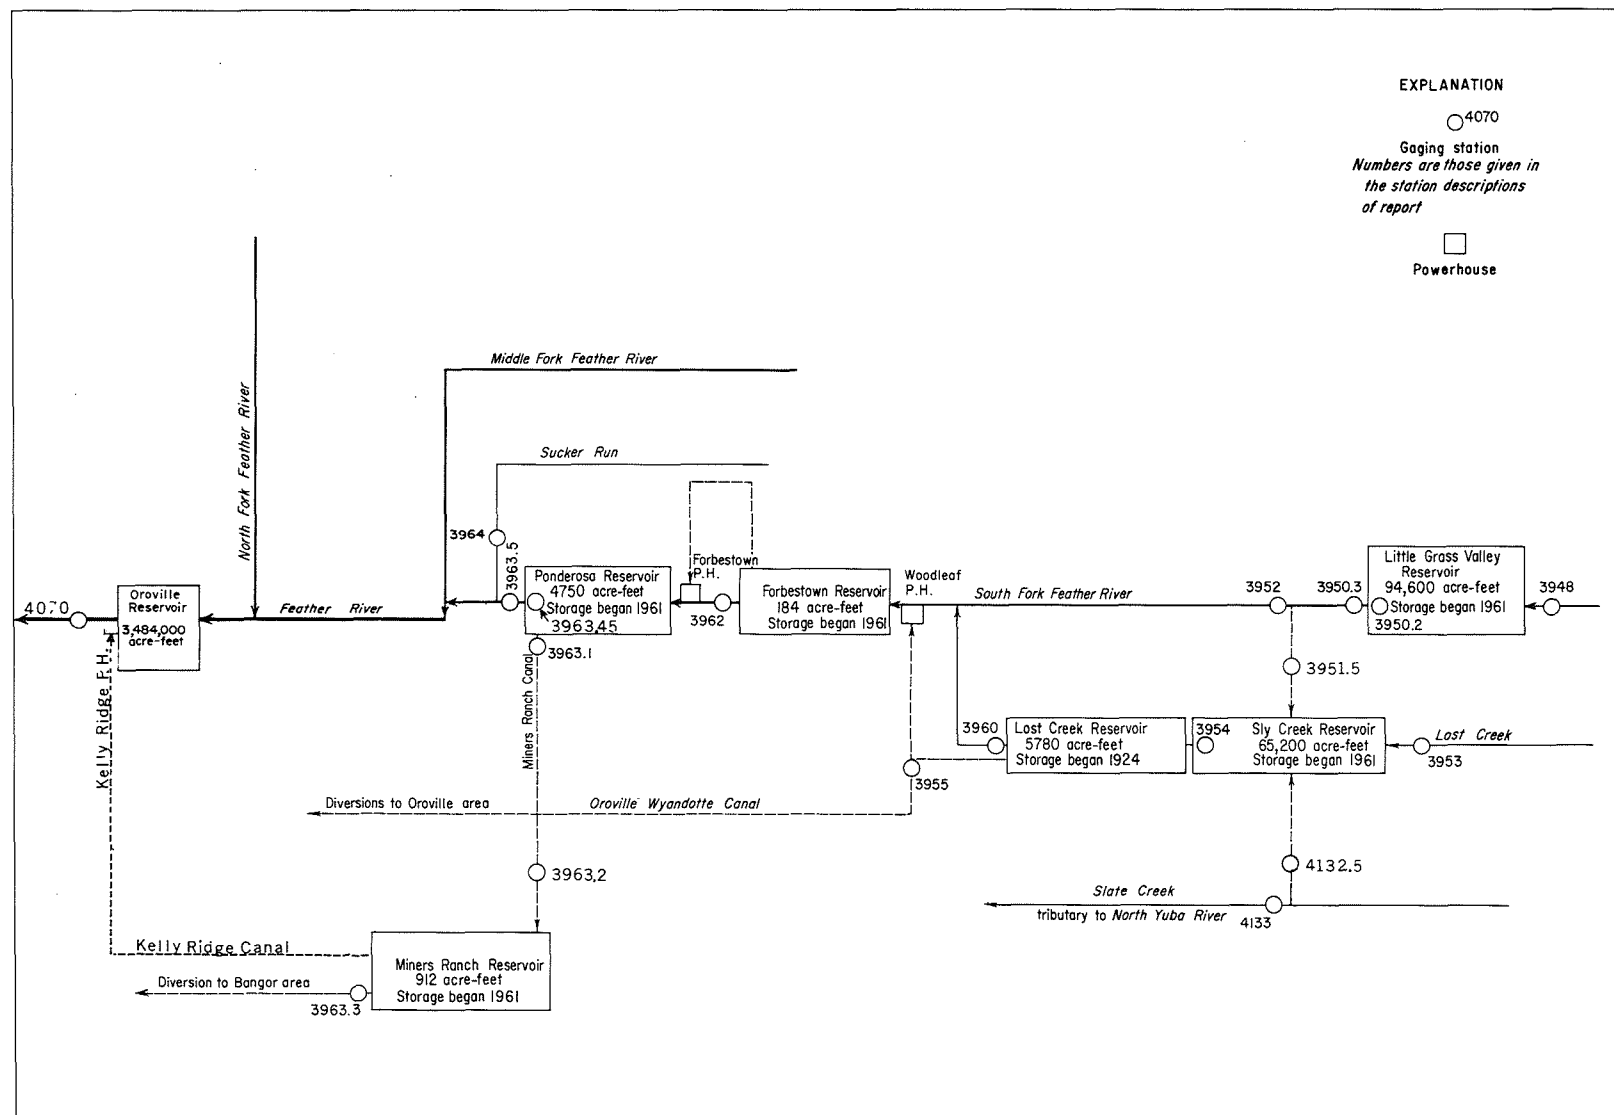 EXPLANATION
4070
Gaging station
Numbers are those given in
the station descriptions
of report
Powerhouse
Middle Fork Feather River
North Fork Feather River
Sucker Run
3964
3963.5
Forbestown
P.H.
Ponderosa Reservoir
4750 acre-feet
Storage began 1961
3963.45
3962
Forbestown Reservoir
184 acre-feet
Storage began 1961
Woodleaf
P.H.
South Fork Feather River
3952
3950.3
Little Grass Valley
Reservoir
94,600 acre-feet
Storage began 1961
3950.2
3948
4070
Oroville
Reservoir
3,484,000
acre-feet
Feather River
3963.1
Miners Ranch Canal
3951.5
Kelly Ridge P.H.
3960
Lost Creek Reservoir
5780 acre-feet
Storage began 1924
3954
Sly Creek Reservoir
65,200 acre-feet
Storage began 1961
Lost Creek
3953
3955
Diversions to Oroville area
Oroville Wyandotte Canal
3963.2
4132.5
Slate Creek
tributary to North Yuba River
4133
Kelly Ridge Canal
Miners Ranch Reservoir
912 acre-feet
Storage began 1961
Diversion to Bangor area
3963.3